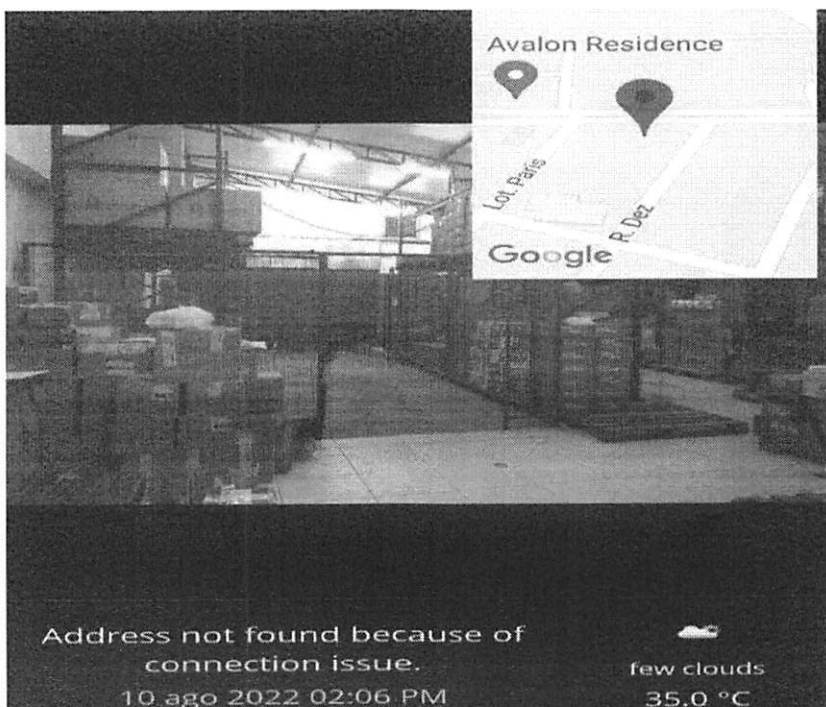 Avalon Residence
Lot. Paris
R. Dez
Google
Address not found because of
connection issue.
10 ago 2022 02:06 PM
few clouds
35.0 °C